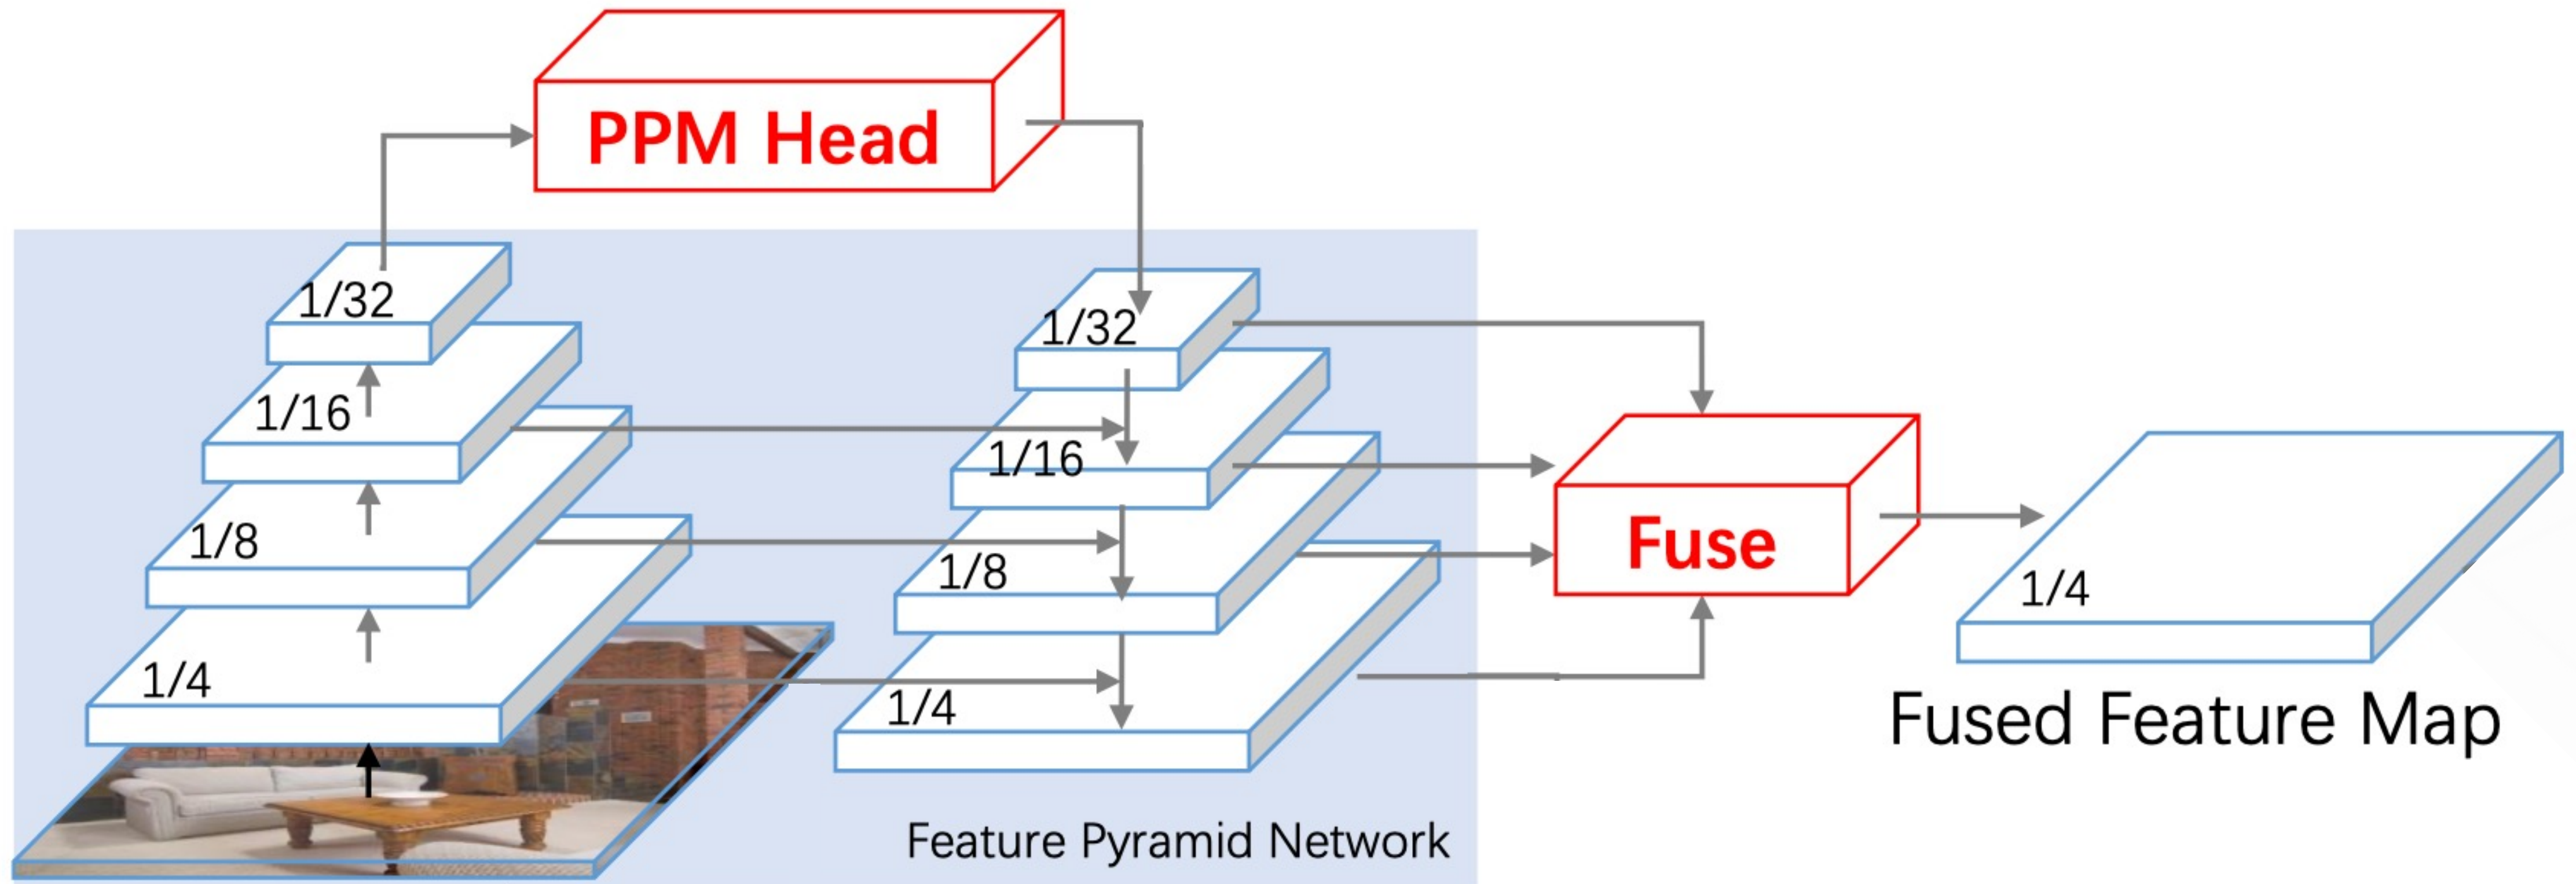 PPM Head
1/32
1/16
1/8
1/4
1/32
1/16
1/8
1/4
Fuse
1/4
Fused Feature Map
Feature Pyramid Network